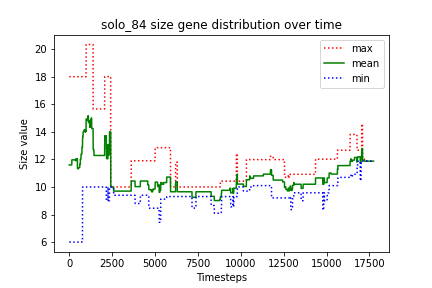 solo_84 size gene distribution over time
max
mean
min
Size value
20
18
16
14
12
10
8
6
0 2500 5000 7500 10000 12500 15000 17500
Timesteps